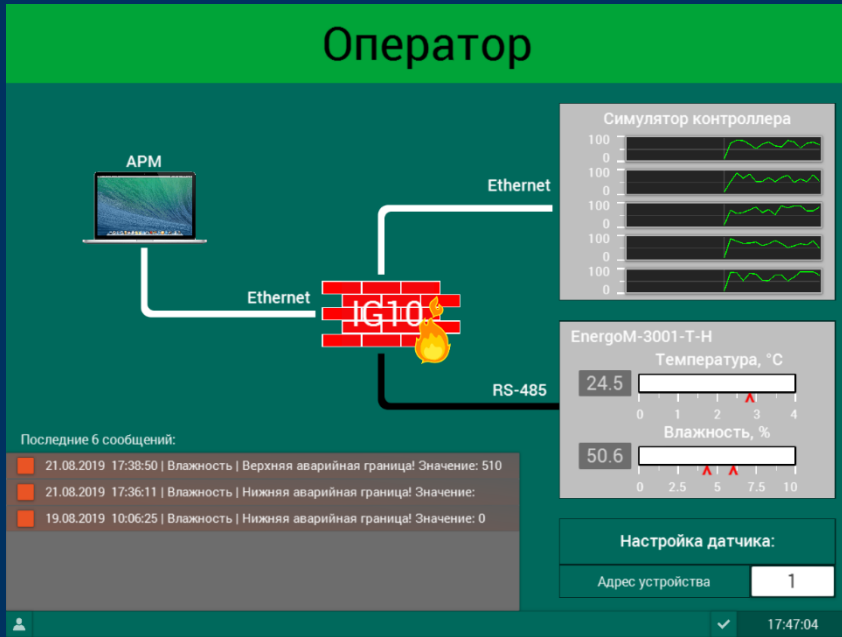 Оператор
АРМ
Ethernet
Ethernet
IG10
RS-485
Симулятор контроллера
100
0
100
0
100
0
100
0
100
0
EnergoM-3001-T-H
Температура, °C
24.5
0 1 2 3 4
Влажность, %
50.6
0 2.5 5 7.5 10
Последние 6 сообщений:
21.08.2019 17:38:50 | Влажность | Верхняя аварийная граница! Значение: 510
21.08.2019 17:36:11 | Влажность | Нижняя аварийная граница! Значение:
19.08.2019 10:06:25 | Влажность | Нижняя аварийная граница! Значение: 0
Настройка датчика:
Адрес устройства 1
17:47:04